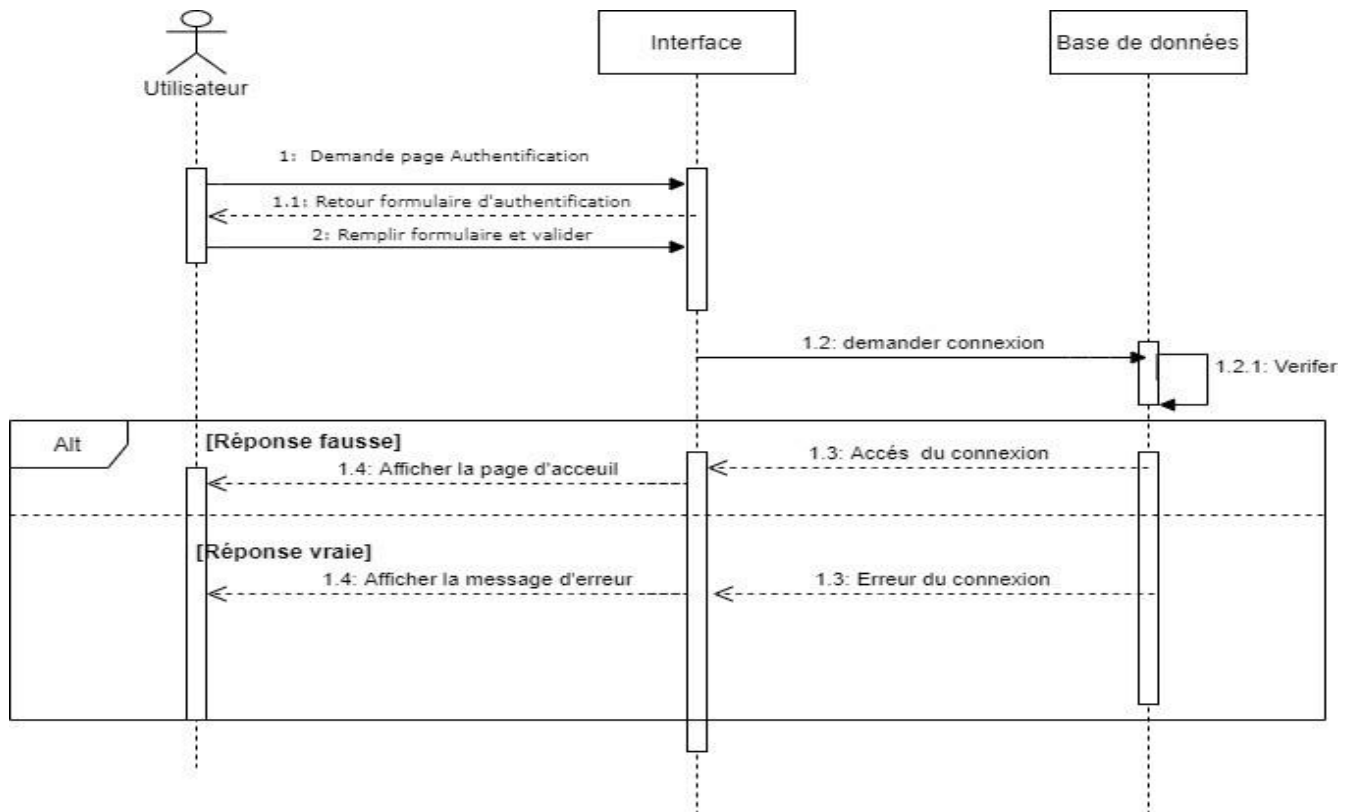 Utilisateur
Interface
Base de données
1: Demande page Authentification
1.1: Retour formulaire d'authentification
2: Remplir formulaire et valider
1.2: demander connexion
1.2.1: Verifer
Alt
[Réponse fausse]
1.3: Accés du connexion
1.4: Afficher la page d'acceuil
[Réponse vraie]
1.4: Afficher la message d'erreur
1.3: Erreur du connexion